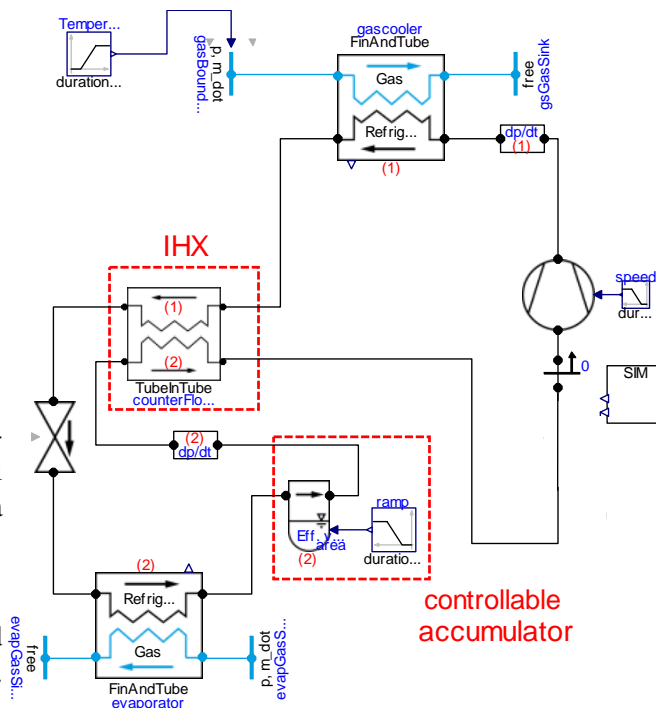 gascooler
FinAndTube
Temper...
duration...
p, m_dot
gasBound...
Gas
Refrig...
(1)
free
gsGasSink
dp/dt
(1)
IHX
(1)
(2)
TubeInTube
counterFlo...
speed
dur...
0
SIM
(2)
dp/dt
ramp
Eff
area
(2)
duratio...
controllable
accumulator
(2)
Refrig...
Gas
FinAndTube
evaporator
free
evapGasSi...
p, m_dot
evapGasS...
a